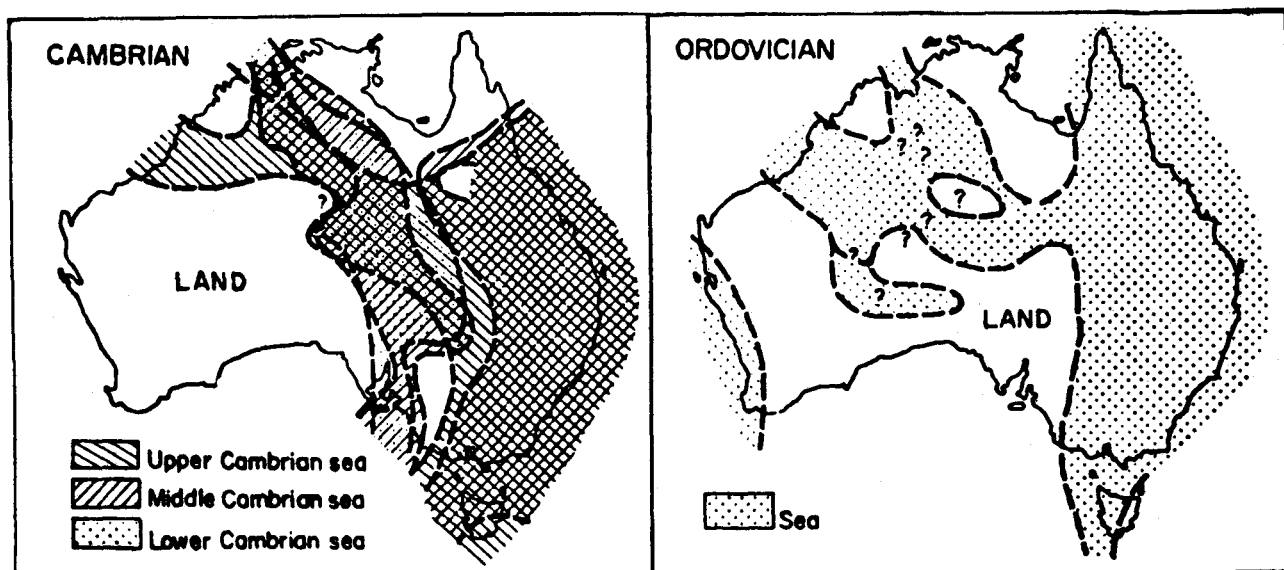 CAMBRIAN
?
LAND
Upper Cambrian sea
Middle Cambrian sea
Lower Cambrian sea
ORDOVICIAN
? ?
?
?
?
?
?
?
LAND
Sea